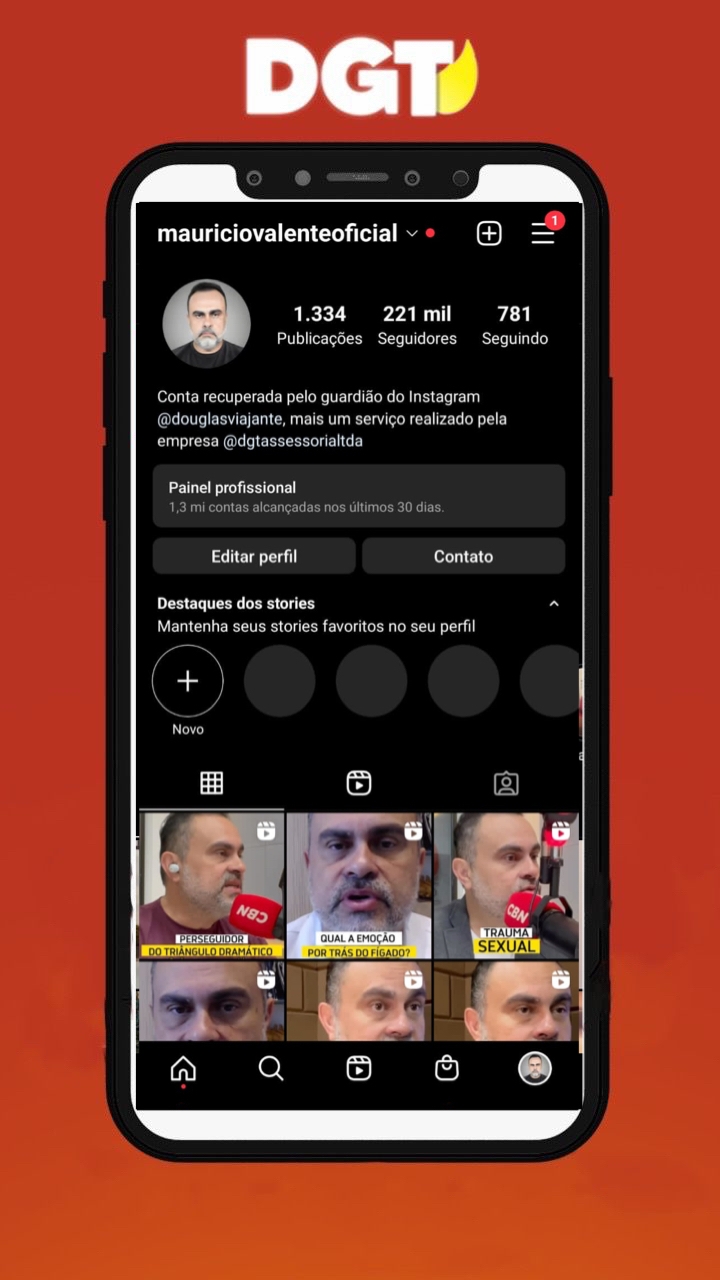 DGT
mauriciovalenteoficial
1
1.334
Publicações
221 mil
Seguidores
781
Seguindo
Conta recuperada pelo guardião do Instagram
@douglasviajante, mais um serviço realizado pela
empresa @dgtassessorialtda
Painel profissional
1,3 mi contas alcançadas nos últimos 30 dias.
Editar perfil
Contato
Destaques dos stories
Mantenha seus stories favoritos no seu perfil
Novo
CBN
PERSEGUIDOR
DO TRIÂNGULO DRAMÁTICO
QUAL A EMOÇÃO
POR TRÁS DO FÍGADO?
CBN
TRAUMA
SEXUAL